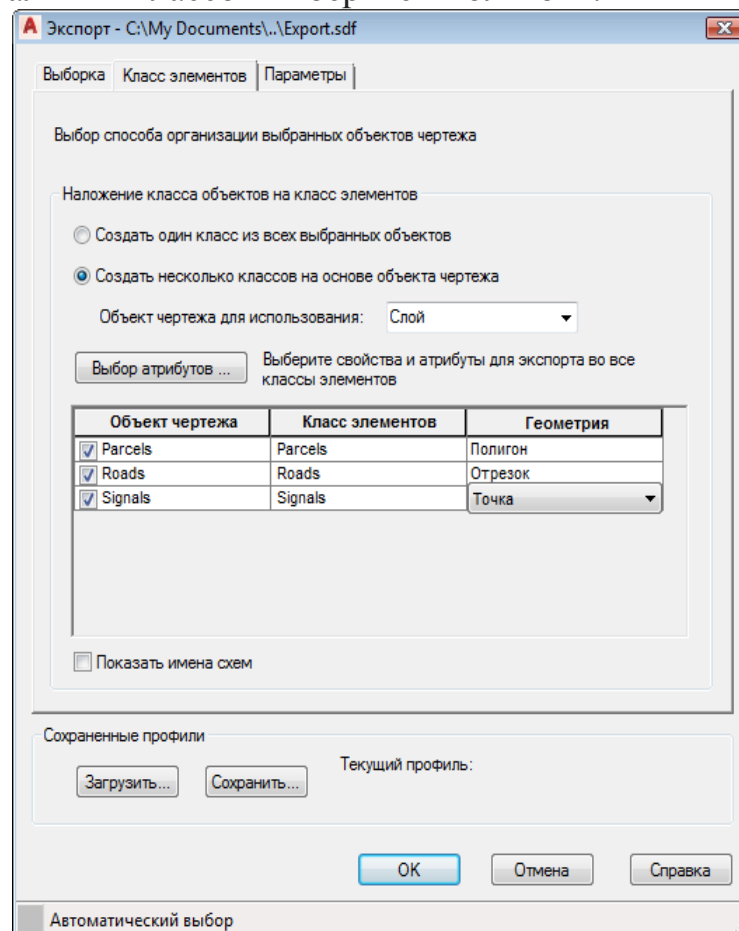 Экспорт - C:\My Documents\..\Export.sdf
Выборка Класс элементов Параметры
Выбор способа организации выбранных объектов чертежа
Наложение класса объектов на класс элементов
Создать один класс из всех выбранных объектов
Создать несколько классов на основе объекта чертежа
Объект чертежа для использования: Слой
Выбор атрибутов ... Выберите свойства и атрибуты для экспорта во все
классы элементов
Объект чертежа Класс элементов Геометрия
Parcels Parcels Полигон
Roads Roads Отрезок
Signals Signals Точка
Показать имена схем
Сохраненные профили
Текущий профиль:
Загрузить... Сохранить...
OK Отмена Справка
Автоматический выбор